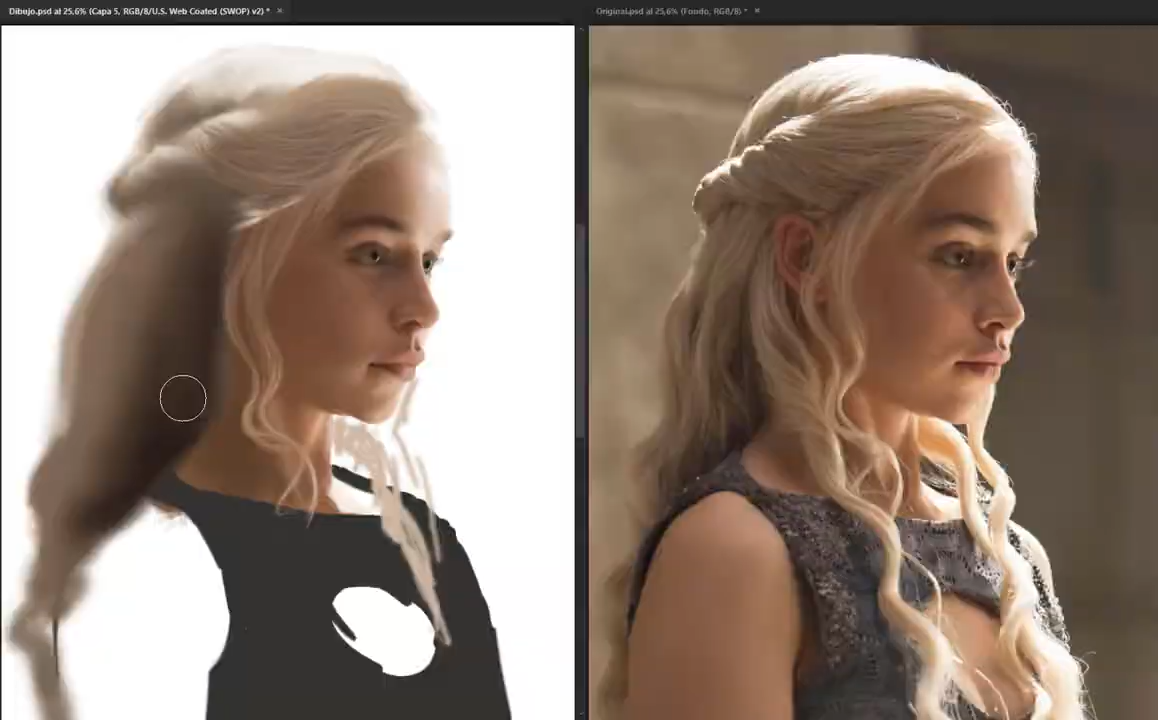 Dibujo.psd al 25,6% (Capa 5, RGB/8/U.S. Web Coated (SWOP) v2) * ×
Original.psd al 25,6% (Fondo, RGB/8) * ×